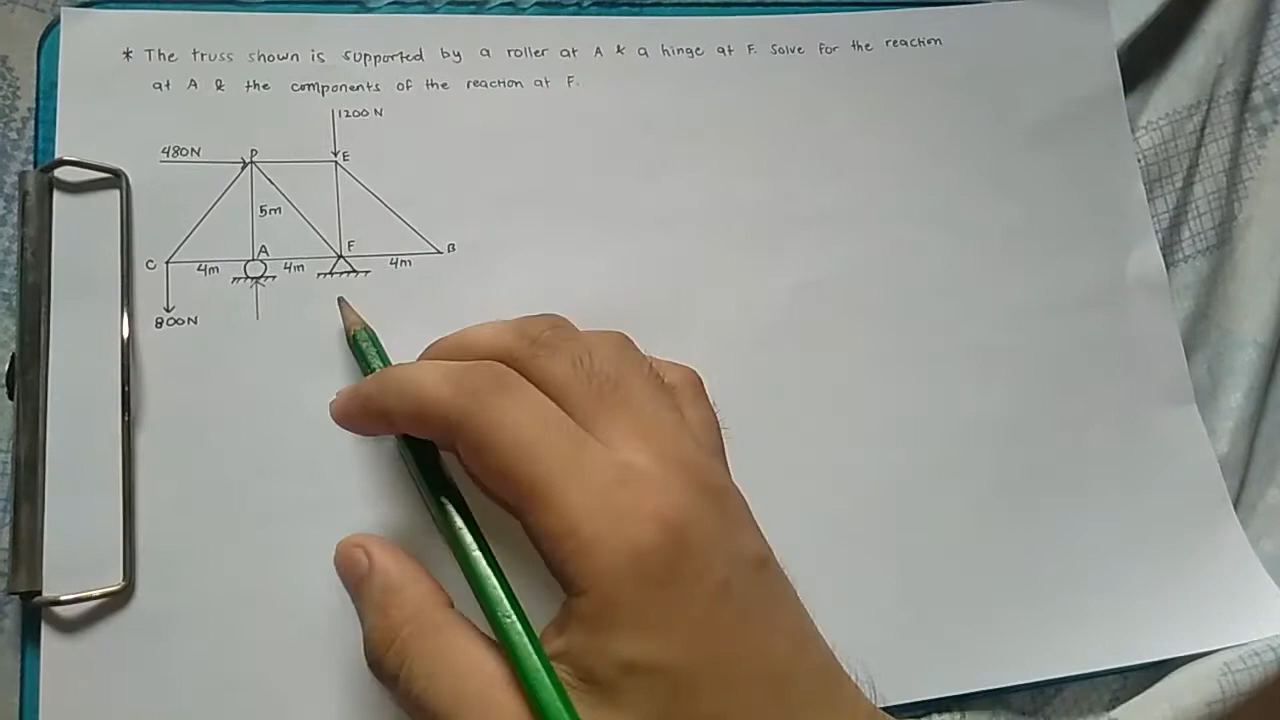 * The truss shown is supported by a roller at A & a hinge at F. Solve for the reaction
at A & the components of the reaction at F.
1200 N
480N
D
E
5m
C
A
F
B
4m
4m
4m
800N